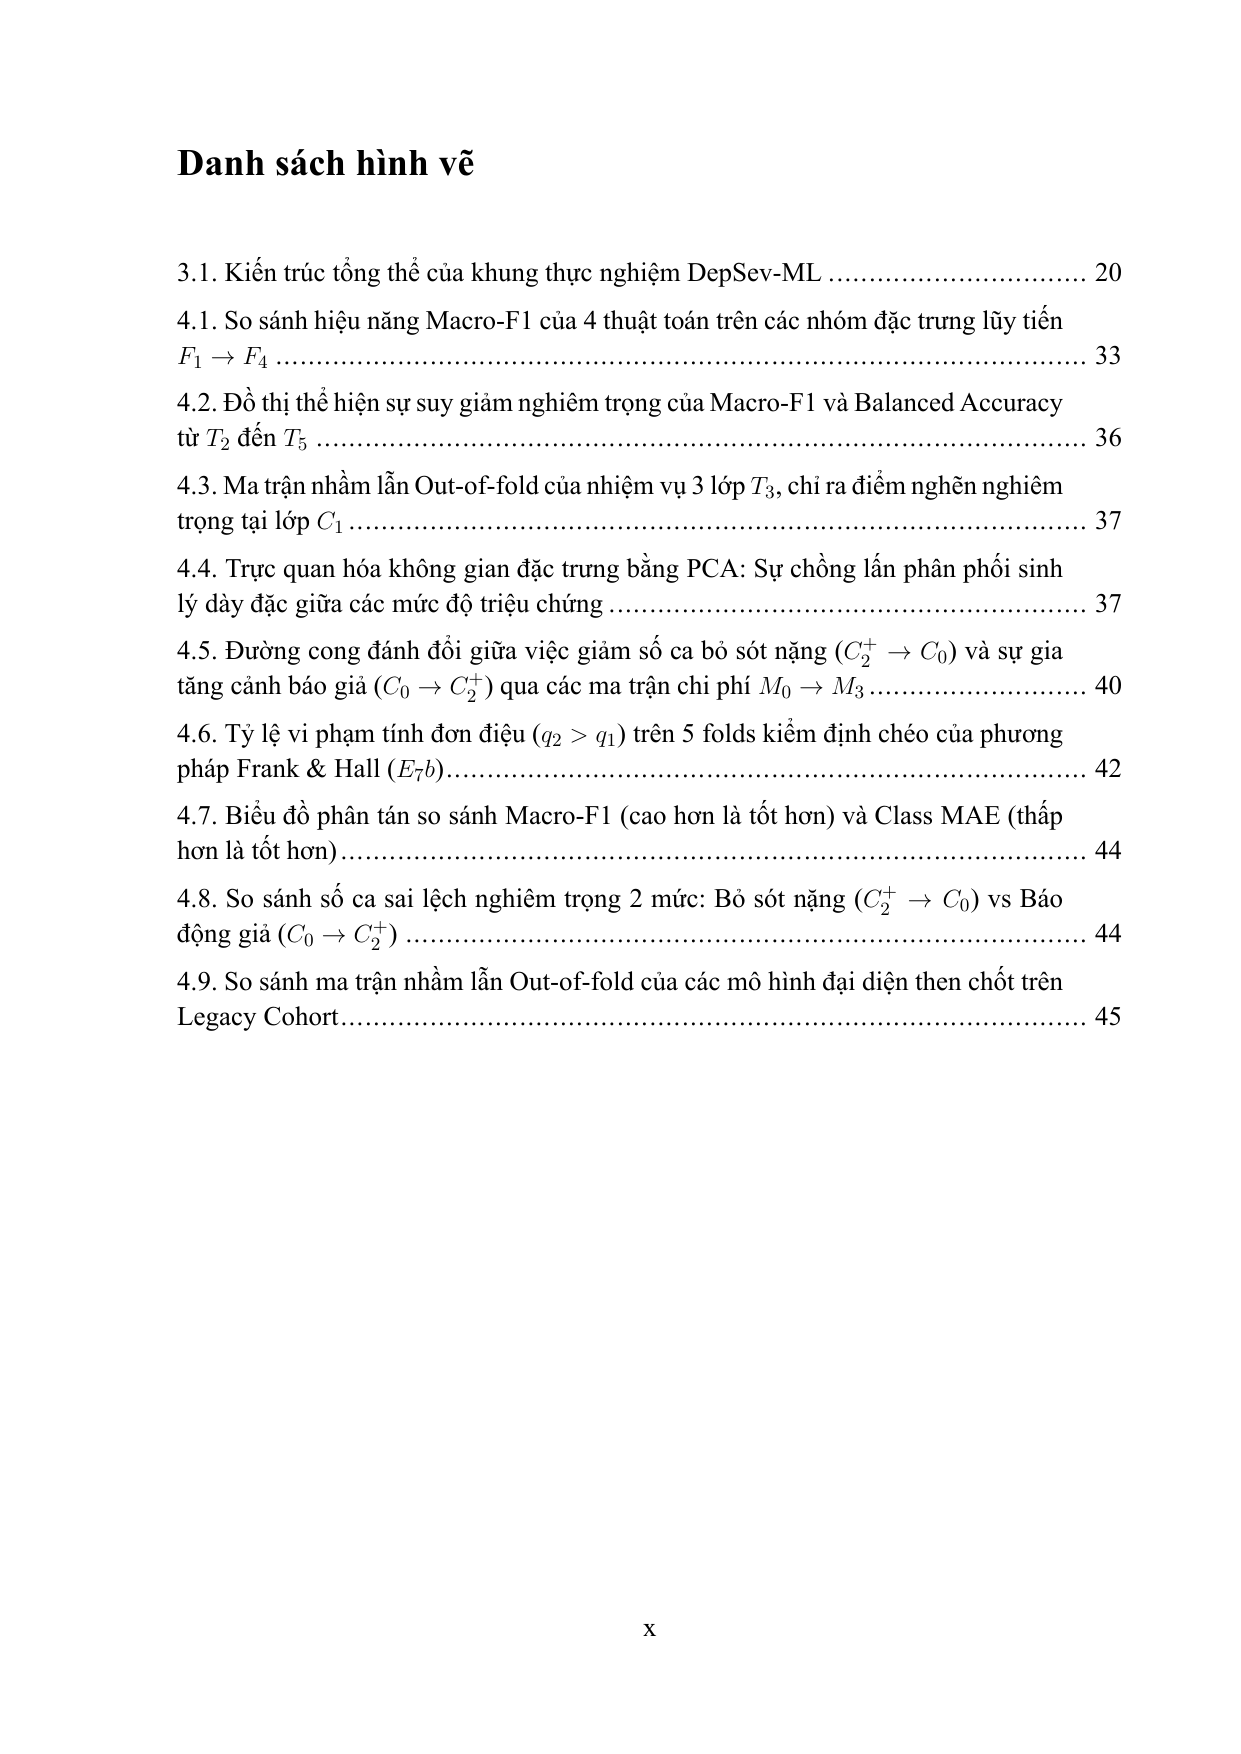 Danh sách hình vẽ
3.1. Kiến trúc tổng thể của khung thực nghiệm DepSev-ML ................................ 20
4.1. So sánh hiệu năng Macro-F1 của 4 thuật toán trên các nhóm đặc trưng lũy tiến
F₁ → F₄ .................................................................................................... 33
4.2. Đồ thị thể hiện sự suy giảm nghiêm trọng của Macro-F1 và Balanced Accuracy
từ T₂ đến T₅ ............................................................................................... 36
4.3. Ma trận nhầm lẫn Out-of-fold của nhiệm vụ 3 lớp T₃, chỉ ra điểm nghẽn nghiêm
trọng tại lớp C₁ ........................................................................................... 37
4.4. Trực quan hóa không gian đặc trưng bằng PCA: Sự chồng lấn phân phối sinh
lý dày đặc giữa các mức độ triệu chứng ........................................................... 37
4.5. Đường cong đánh đổi giữa việc giảm số ca bỏ sót nặng (C₂⁺ → C₀) và sự gia
tăng cảnh báo giả (C₀ → C₂⁺) qua các ma trận chi phí M₀ → M₃ ........................... 40
4.6. Tỷ lệ vi phạm tính đơn điệu (q₂ > q₁) trên 5 folds kiểm định chéo của phương
pháp Frank & Hall (E₇b)............................................................................... 42
4.7. Biểu đồ phân tán so sánh Macro-F1 (cao hơn là tốt hơn) và Class MAE (thấp
hơn là tốt hơn)............................................................................................ 44
4.8. So sánh số ca sai lệch nghiêm trọng 2 mức: Bỏ sót nặng (C₂⁺ → C₀) vs Báo
động giả (C₀ → C₂⁺) .................................................................................... 44
4.9. So sánh ma trận nhầm lẫn Out-of-fold của các mô hình đại diện then chốt trên
Legacy Cohort............................................................................................ 45
x